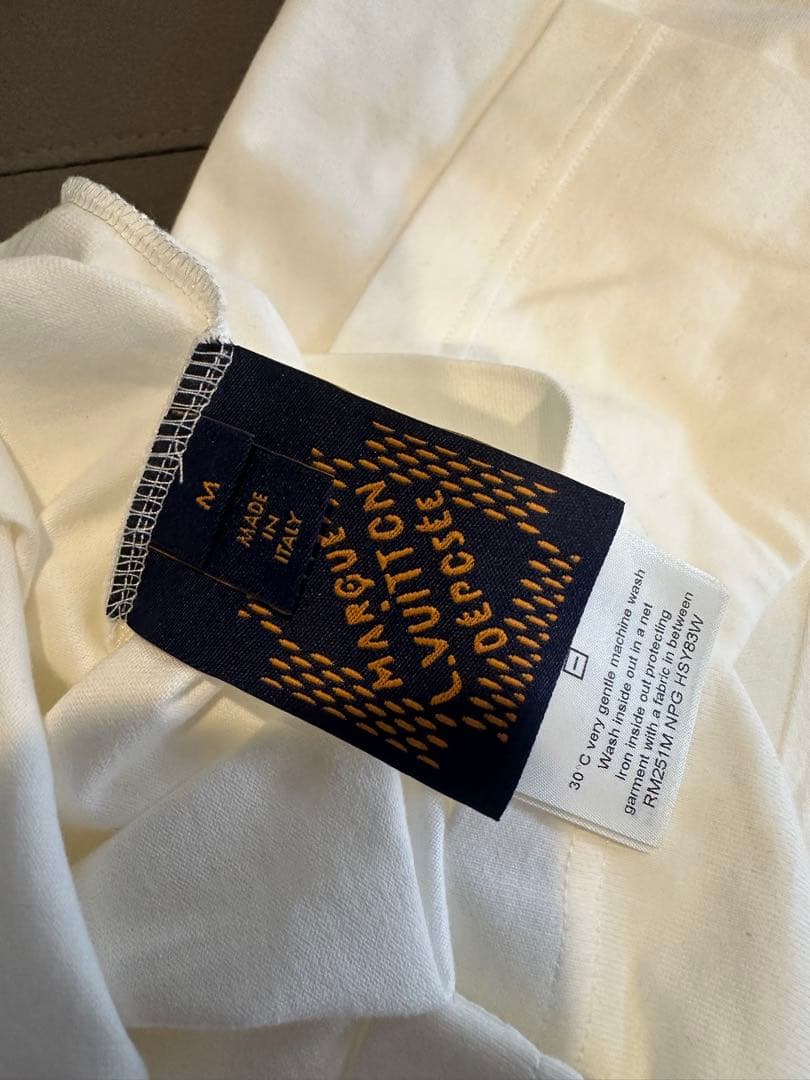 M
MADE
IN
ITALY
MARQUE
L.VUITTON
DEPOSÉE
30°C very gentle machine wash
Wash inside out in a net
Iron inside out protecting
garment with a fabric in between
RM251M NPG HSY83W